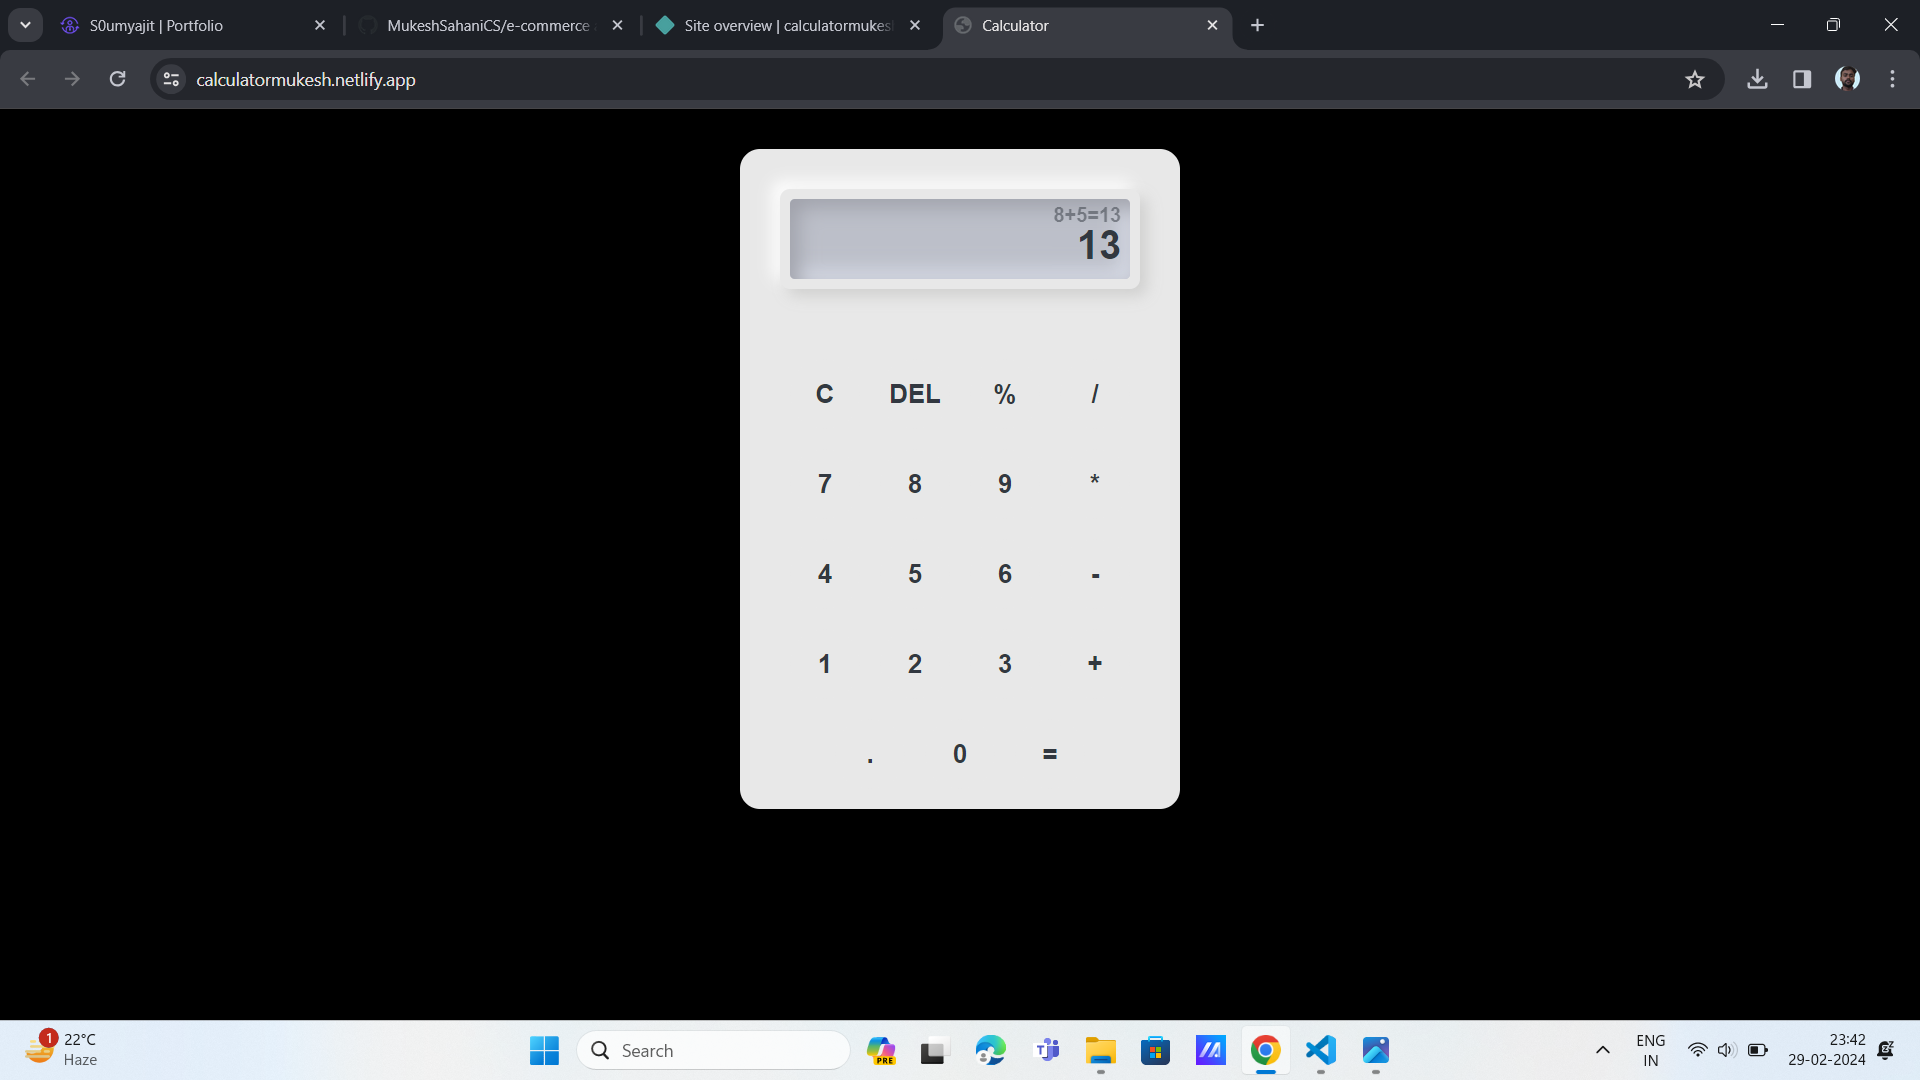 S0umyajit | Portfolio
MukeshSahaniCS/e-commerce
Site overview | calculatormukes
Calculator
calculatormukesh.netlify.app
8+5=13
13
C DEL % /
7 8 9 *
4 5 6 -
1 2 3 +
. 0 =
1
22°C
Haze
Search
PRE
ENG
IN
23:42
29-02-2024